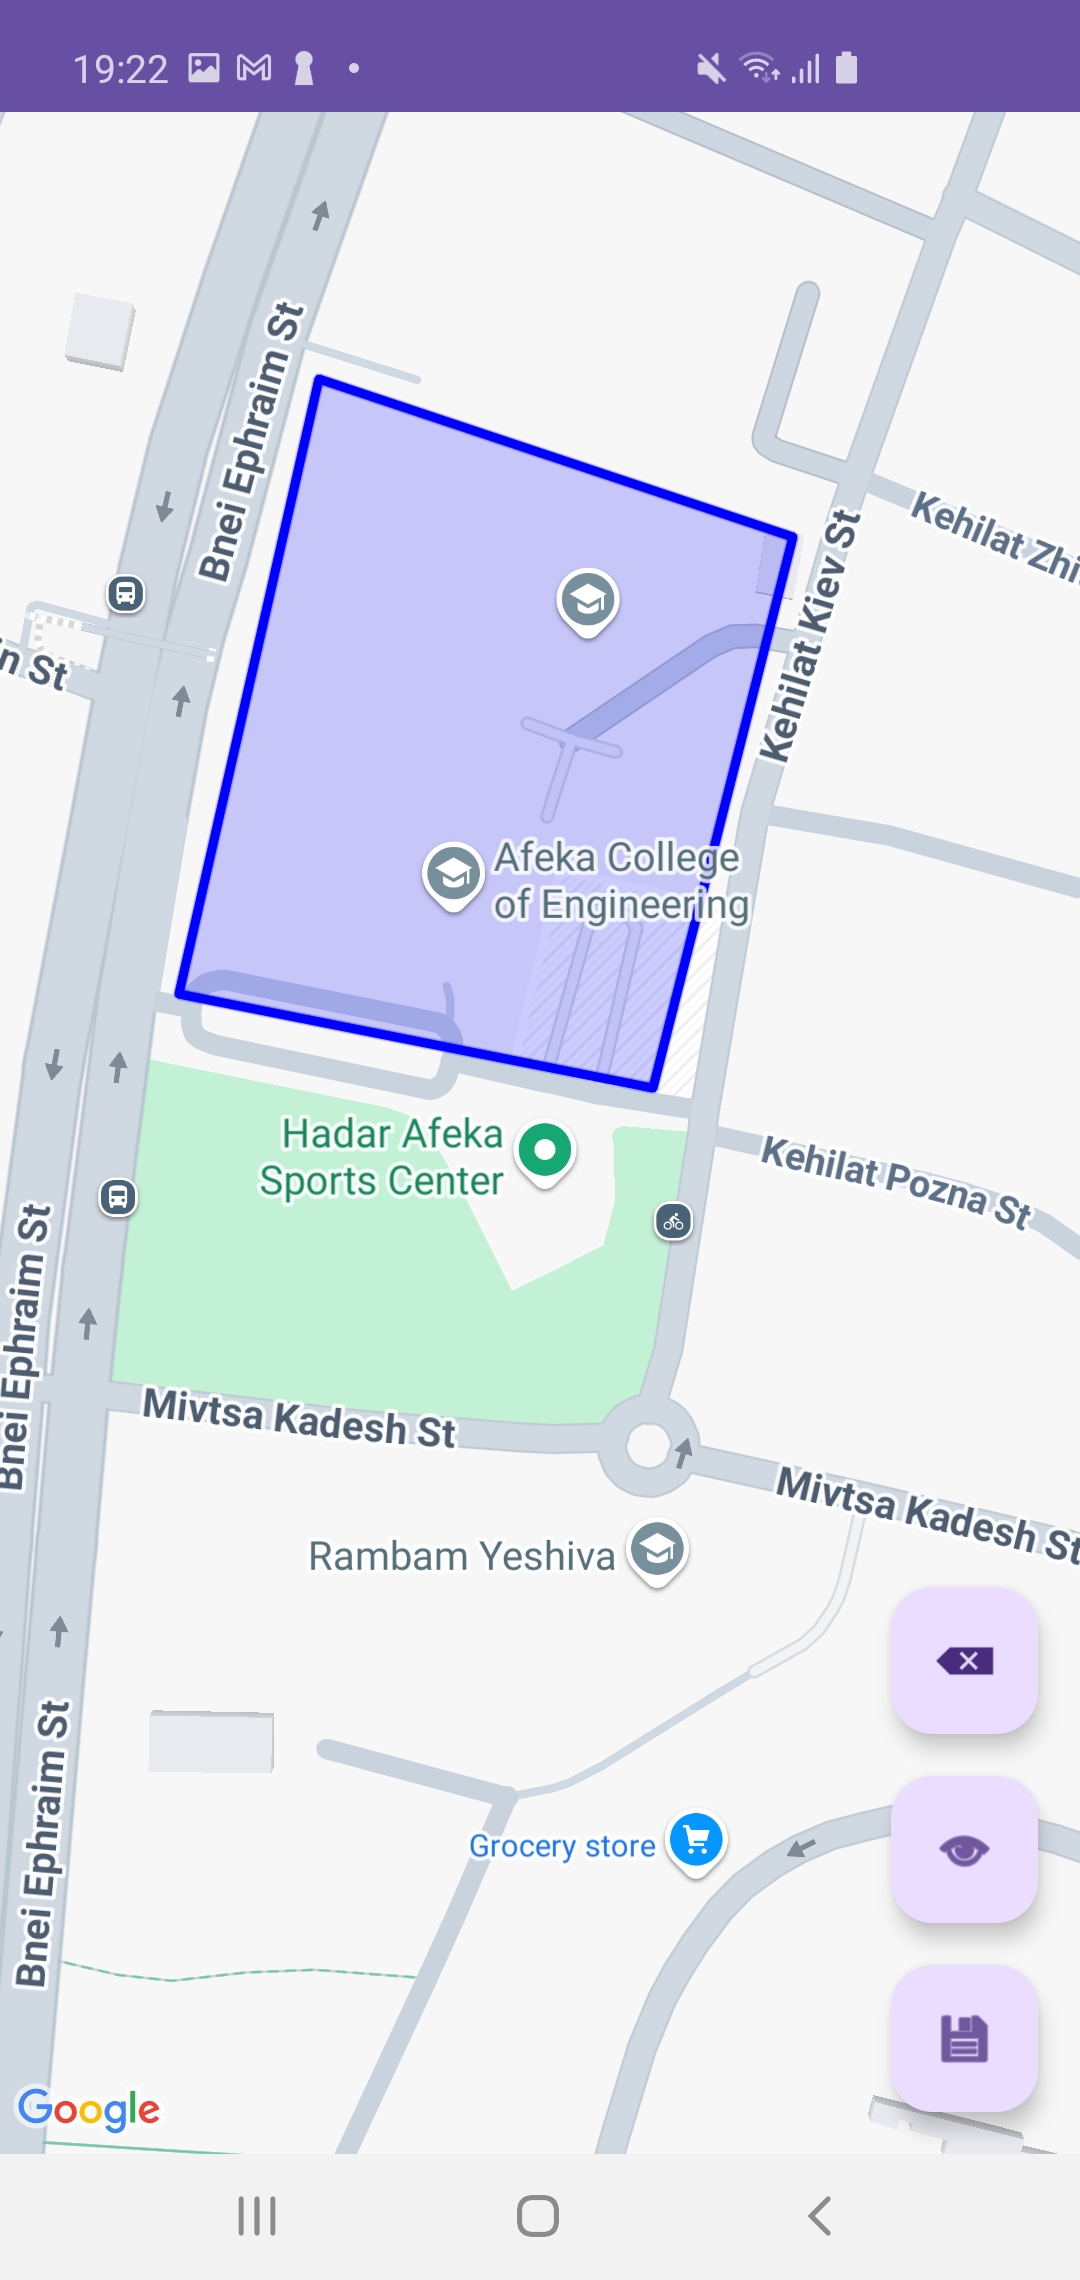 19:22
Bnei Ephraim St
Kehilat Zhi
Kehilat Kiev St
n St
Afeka College
of Engineering
Hadar Afeka
Sports Center
Kehilat Pozna St
Bnei Ephraim St
Mivtsa Kadesh St
Mivtsa Kadesh St
Rambam Yeshiva
Bnei Ephraim St
Grocery store
Google